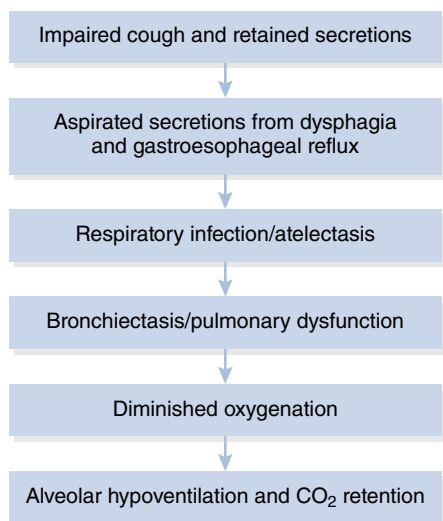 Impaired cough and retained secretions
Aspirated secretions from dysphagia
and gastroesophageal reflux
Respiratory infection/atelectasis
Bronchiectasis/pulmonary dysfunction
Diminished oxygenation
Alveolar hypoventilation and CO₂ retention